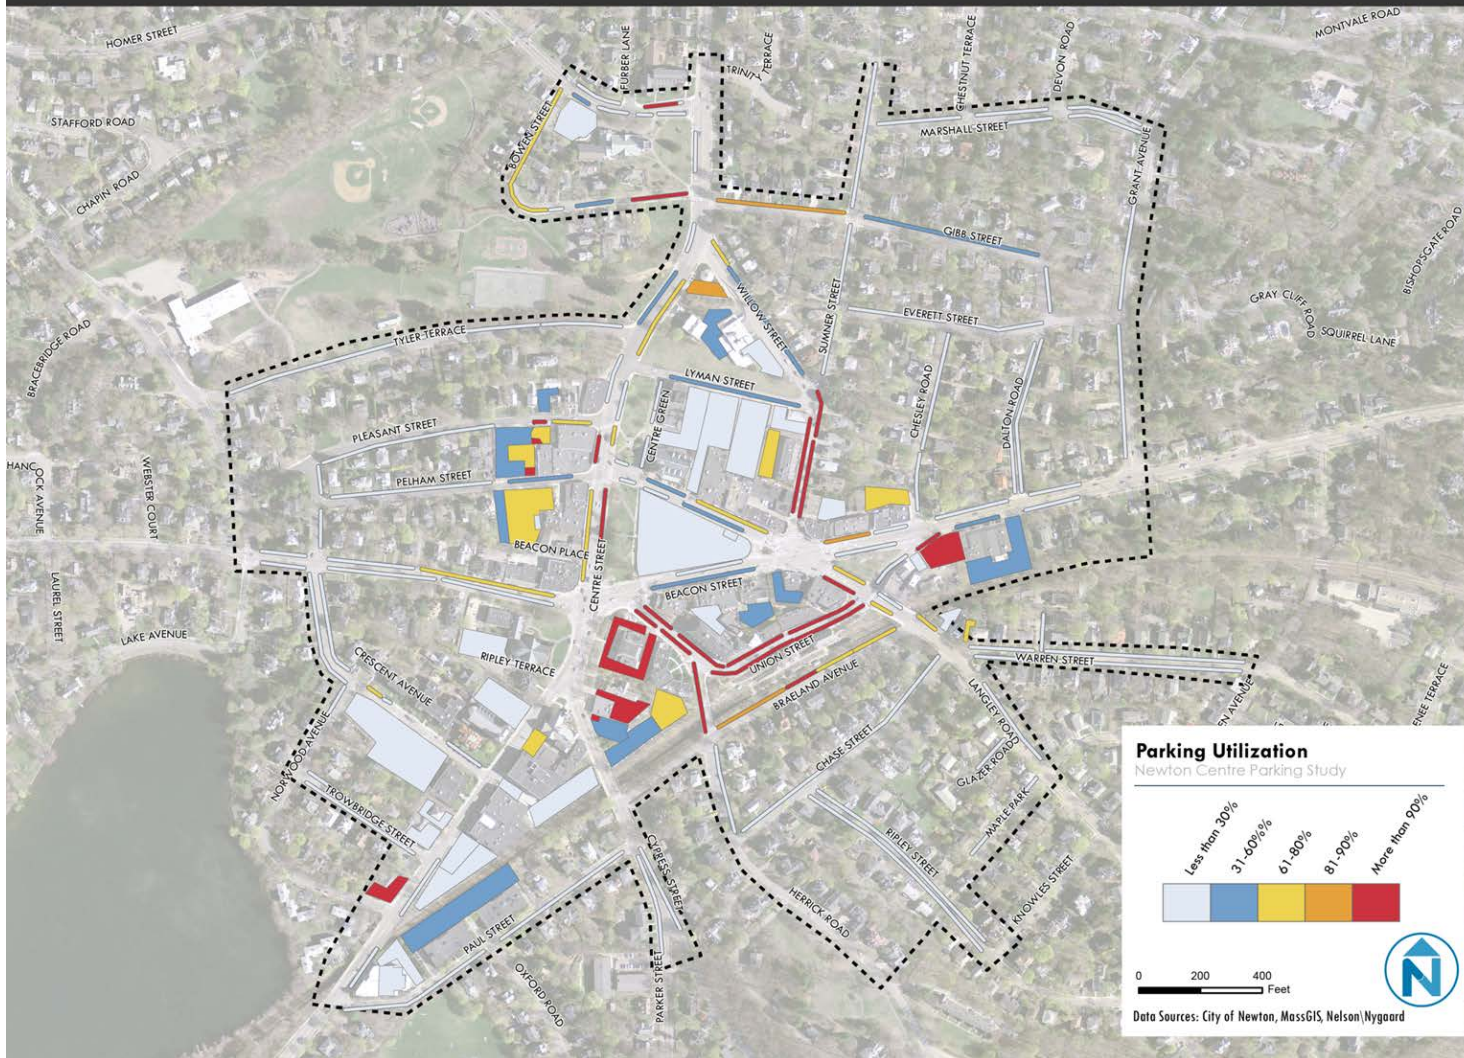 HOMER STREET
FURBER LANE
TRINITY TERRACE
CHESTNUT TERRACE
DEVON ROAD
MONTVALE ROAD
STAFFORD ROAD
BOWEN STREET
MARSHALL STREET
GRANT AVENUE
CHAPIN ROAD
GIBB STREET
BISHOPSGATE ROAD
WILLOW STREET
SUMNER STREET
GRAY CLIFF ROAD
EVERETT STREET
SQUIRREL LANE
BRACEBRIDGE ROAD
TYLER TERRACE
LYMAN STREET
CHESLEY ROAD
DALTON ROAD
CENTRE GREEN
PLEASANT STREET
HANC
OCK AVENUE
WEBSTER COURT
PELHAM STREET
BEACON PLACE
CENTRE STREET
BEACON STREET
LAUREL STREET
LAKE AVENUE
RIPLEY TERRACE
UNION STREET
WARREN STREET
CRESCENT AVENUE
BRAELAND AVENUE
LANGLEY ROAD
EN AVENUE
ENEE TERRACE
NORWOOD AVENUE
CHASE STREET
GLAZER ROAD
TROWBRIDGE STREET
MAPLE PARK
CYPRESS STREET
RIPLEY STREET
KNOWLES STREET
HERRICK ROAD
PAUL STREET
OXFORD ROAD
PARKER STREET
Parking Utilization
Newton Centre Parking Study
Less than 30%
31-60%%
61-80%
81-90%
More than 90%
0 200 400
Feet
N
Data Sources: City of Newton, MassGIS, Nelson\Nygaard